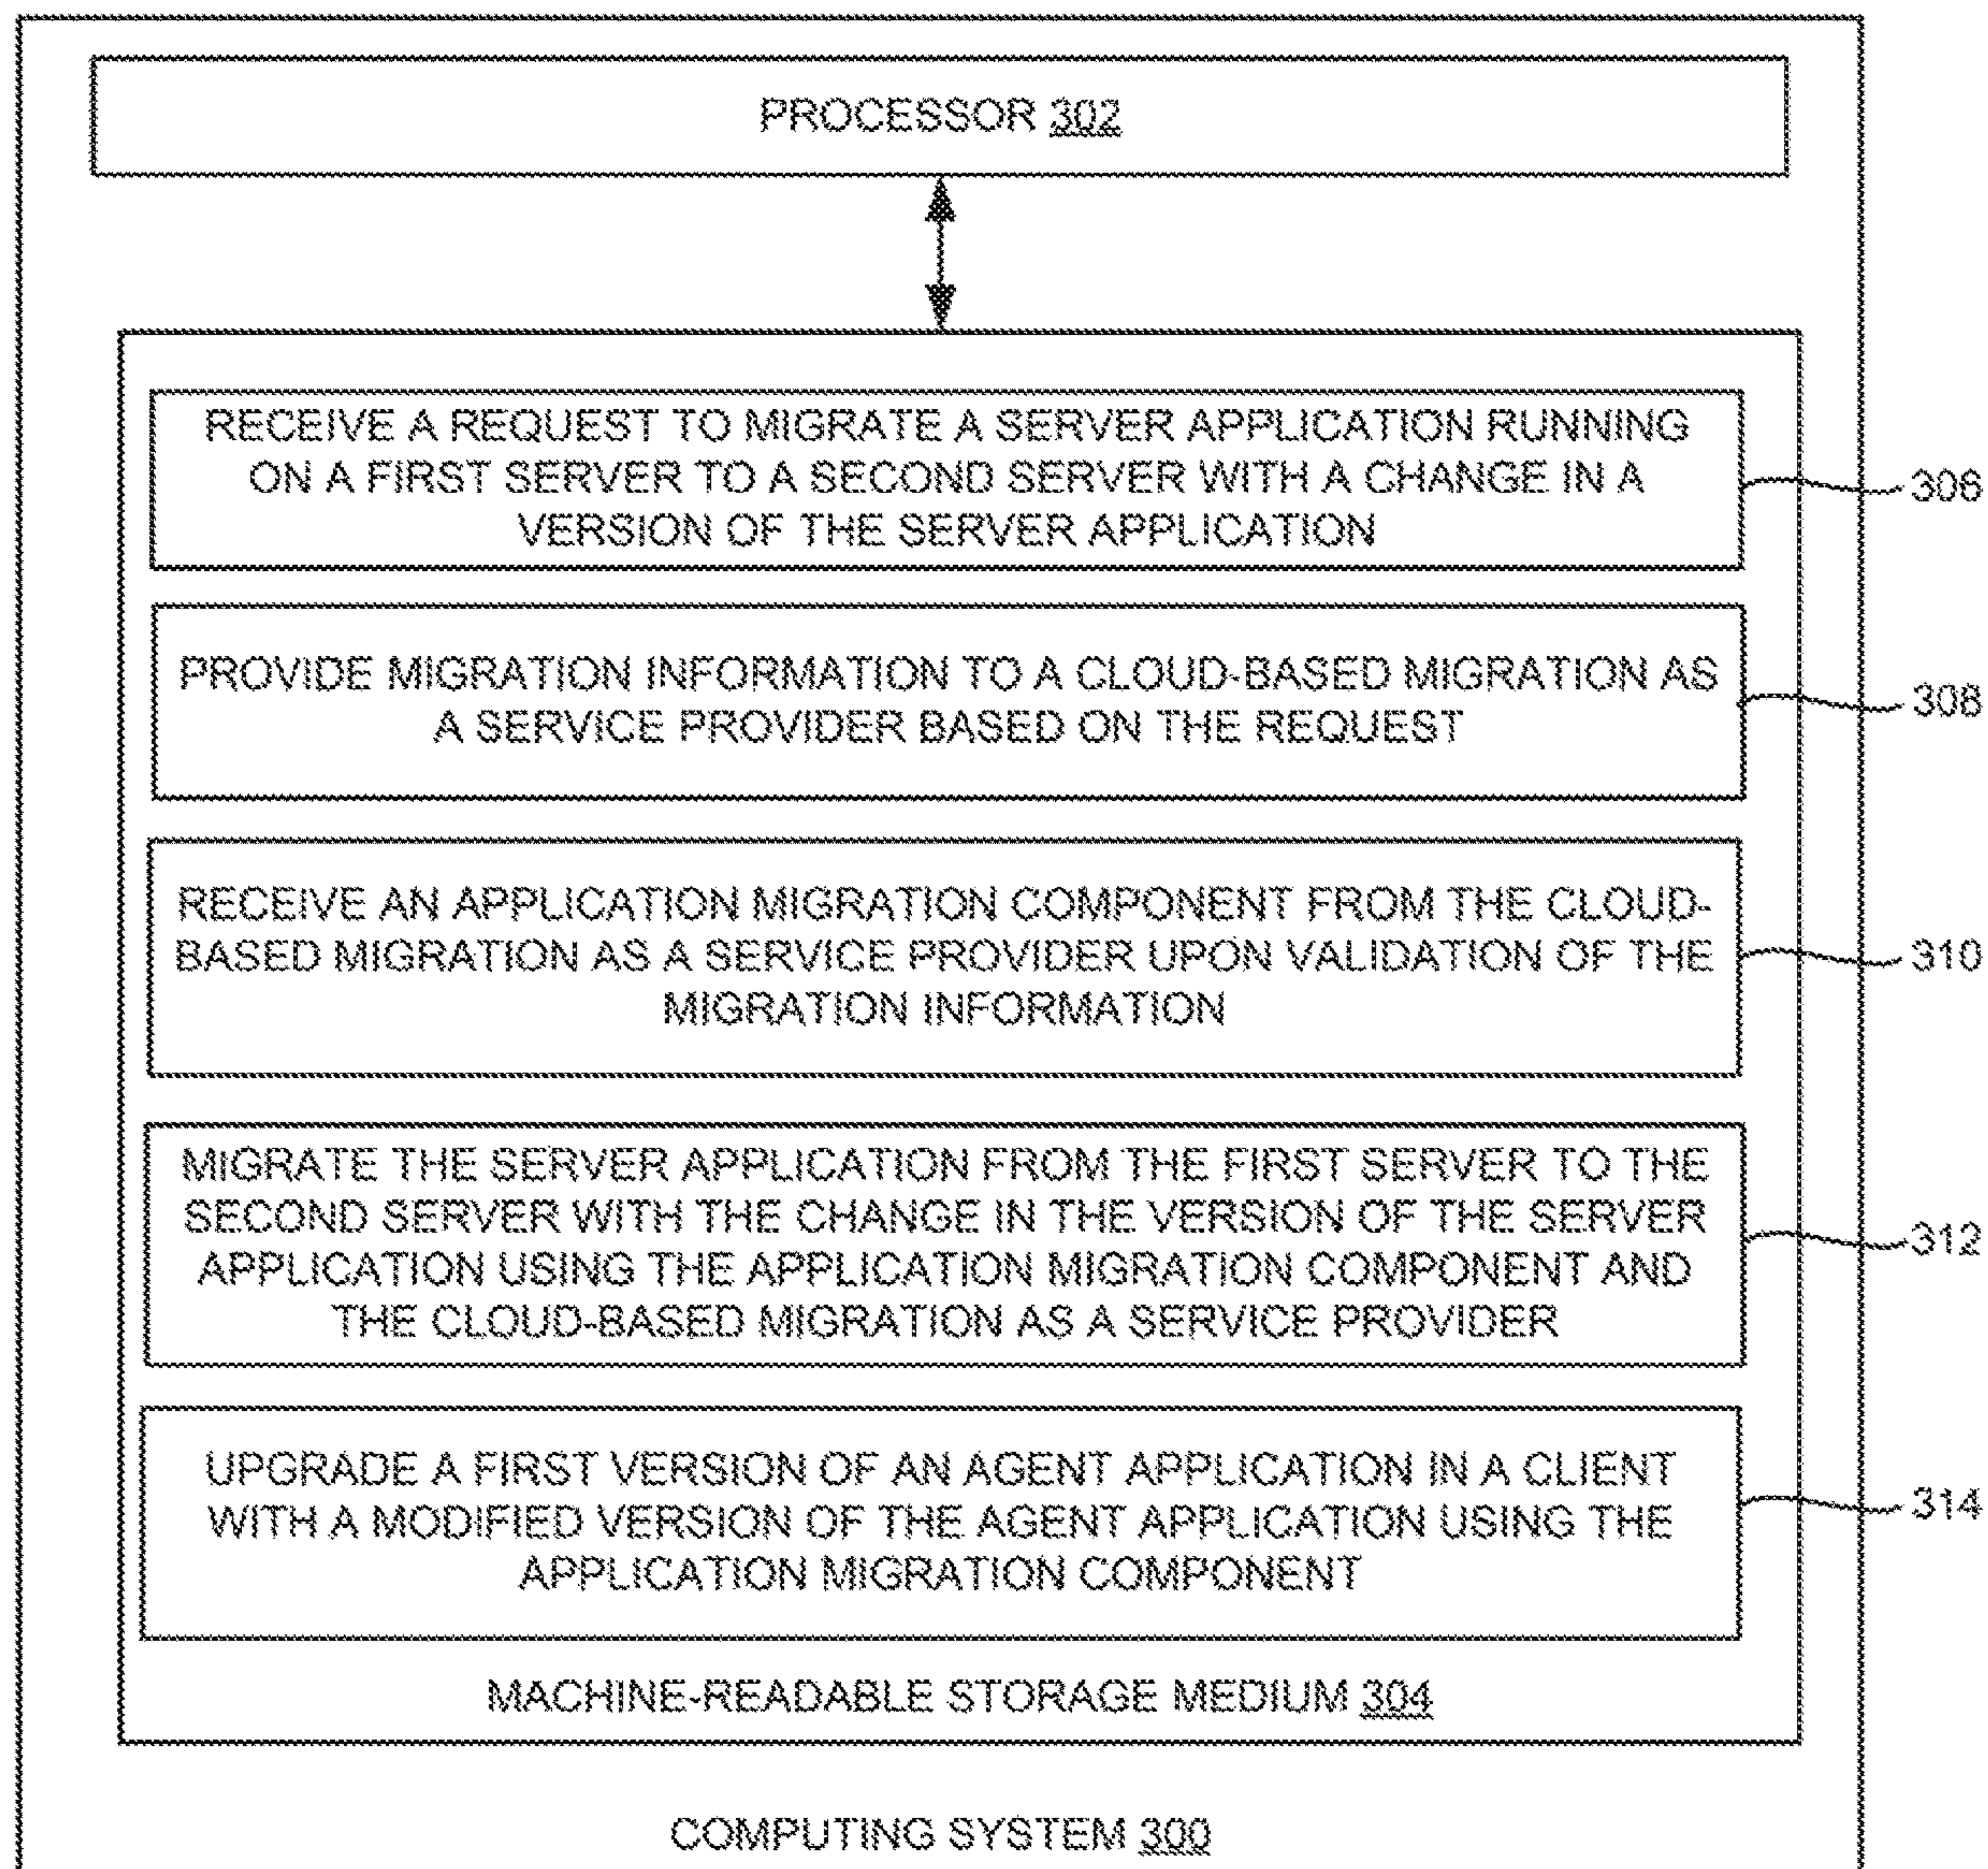 PROCESSOR 302
RECEIVE A REQUEST TO MIGRATE A SERVER APPLICATION RUNNING
ON A FIRST SERVER TO A SECOND SERVER WITH A CHANGE IN A
VERSION OF THE SERVER APPLICATION
306
PROVIDE MIGRATION INFORMATION TO A CLOUD-BASED MIGRATION AS
A SERVICE PROVIDER BASED ON THE REQUEST
308
RECEIVE AN APPLICATION MIGRATION COMPONENT FROM THE CLOUD-
BASED MIGRATION AS A SERVICE PROVIDER UPON VALIDATION OF THE
MIGRATION INFORMATION
310
MIGRATE THE SERVER APPLICATION FROM THE FIRST SERVER TO THE
SECOND SERVER WITH THE CHANGE IN THE VERSION OF THE SERVER
APPLICATION USING THE APPLICATION MIGRATION COMPONENT AND
THE CLOUD-BASED MIGRATION AS A SERVICE PROVIDER
312
UPGRADE A FIRST VERSION OF AN AGENT APPLICATION IN A CLIENT
WITH A MODIFIED VERSION OF THE AGENT APPLICATION USING THE
APPLICATION MIGRATION COMPONENT
314
MACHINE-READABLE STORAGE MEDIUM 304
COMPUTING SYSTEM 300